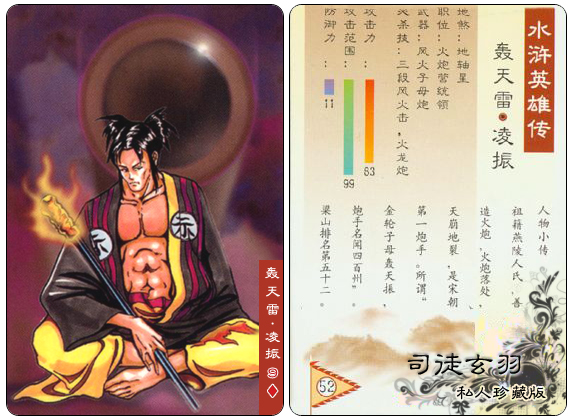 轰天雷·凌振
水浒英雄传
轰天雷·凌振
地煞：地轴星
职位：火炮营统领
武器：风火子母炮
必杀技：三段风火击，火龙炮
攻击力：
83
攻击范围：
99
防御力：
11
人物小传
祖籍燕陵人氏，善
造火炮，火炮落处，
天崩地裂，是宋朝
第一炮手。所谓“
金轮子母轰天振，
炮手名闻四百州”
梁山排名第五十二。
52
司徒玄羽
私人珍藏版